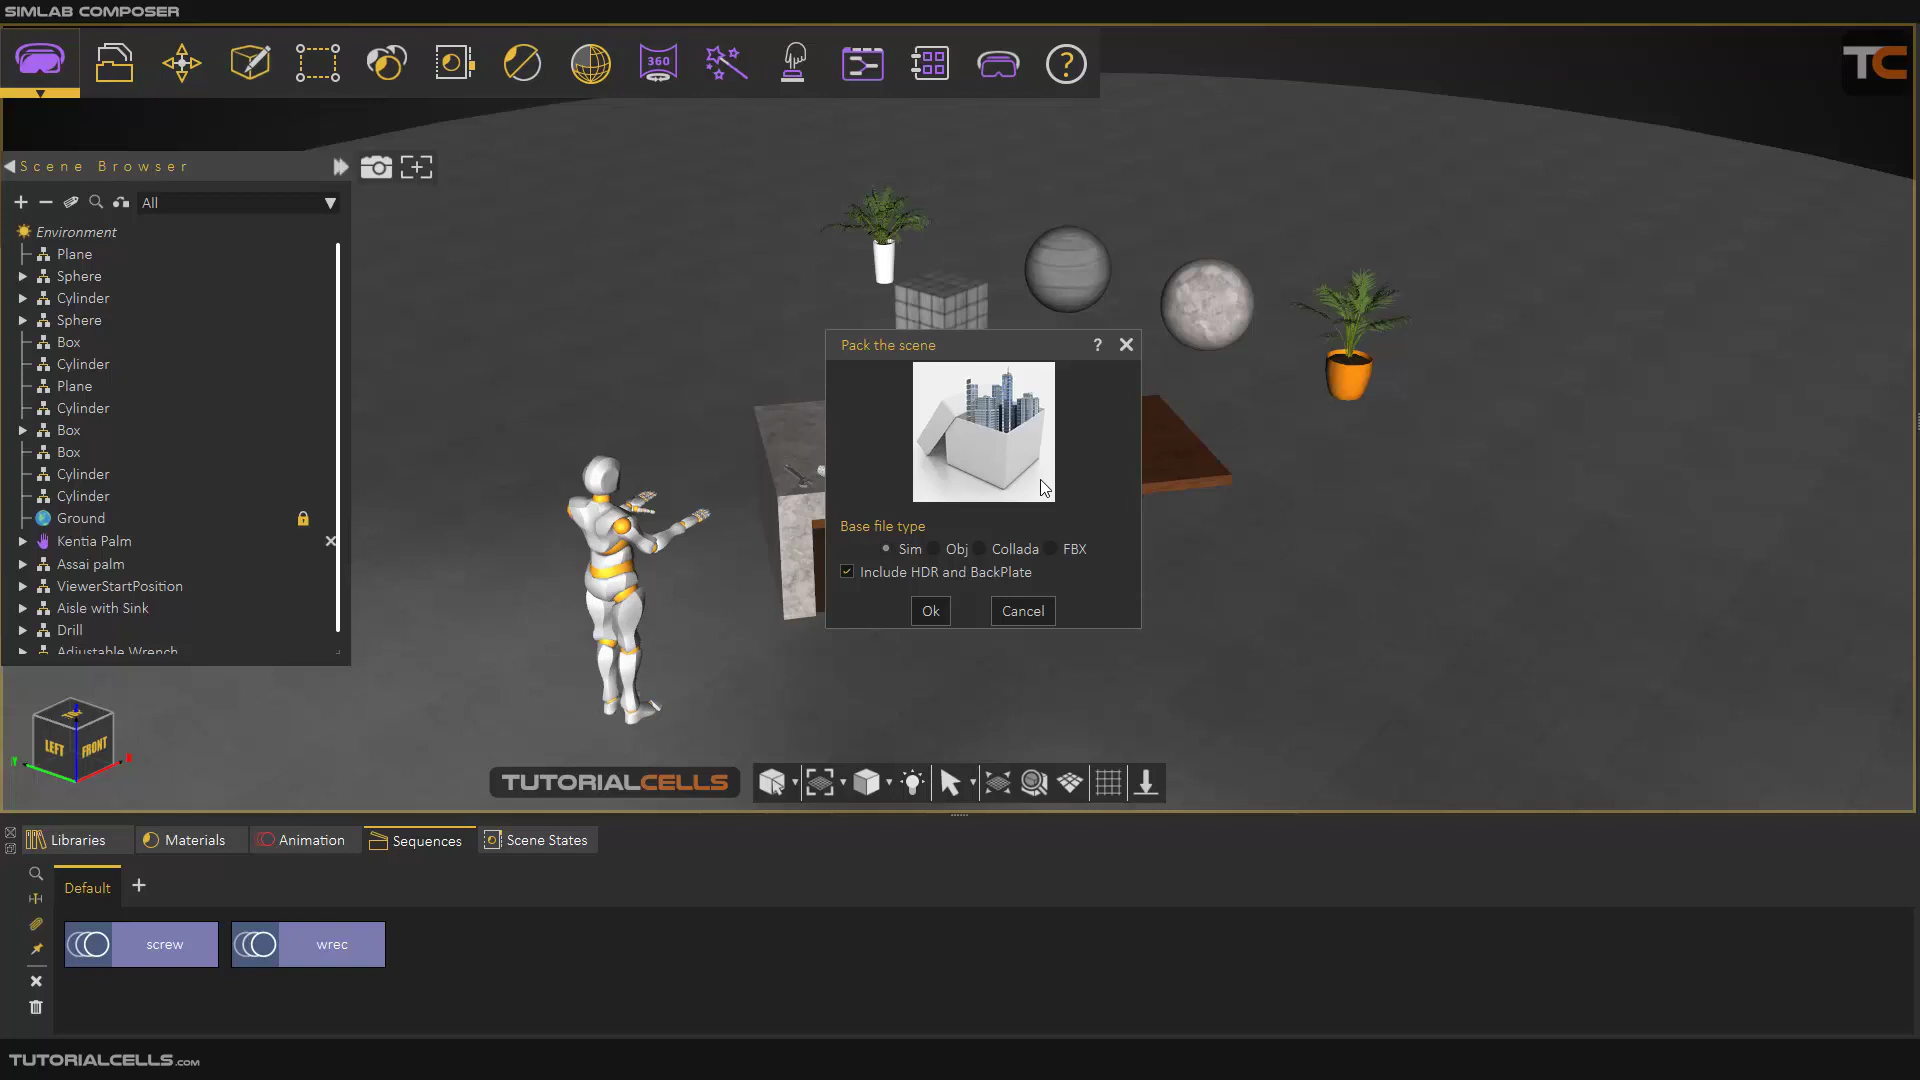 SIMLAB COMPOSER
360
TC
Scene Browser
All
Environment
Plane
Sphere
Cylinder
Sphere
Box
Cylinder
Plane
Cylinder
Box
Box
Cylinder
Cylinder
Ground
Kentia Palm
Assai palm
ViewerStartPosition
Aisle with Sink
Drill
Adjustable Wrench
Pack the scene
?
Base file type
Sim Obj Collada FBX
Include HDR and BackPlate
Ok Cancel
LEFT FRONT
TUTORIALCELLS
Libraries Materials Animation Sequences Scene States
Default +
screw wrec
TUTORIALCELLS.COM